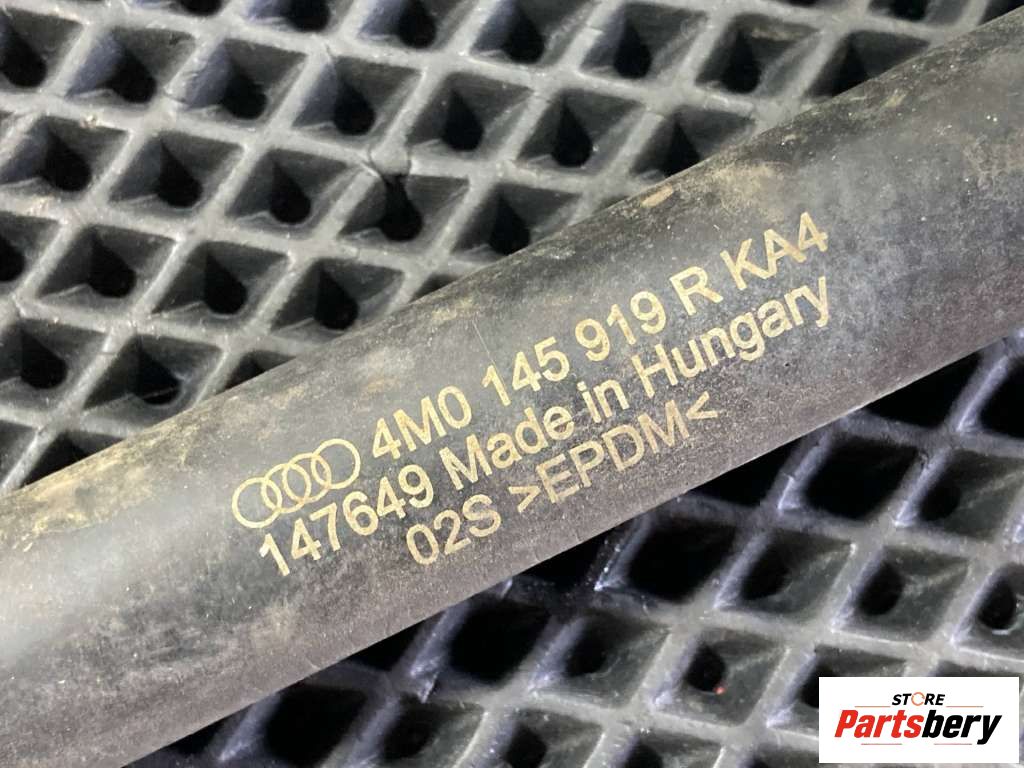 4M0 145 919 R KA4
147649 Made in Hungary
02S >EPDM<
STORE
Partsbery